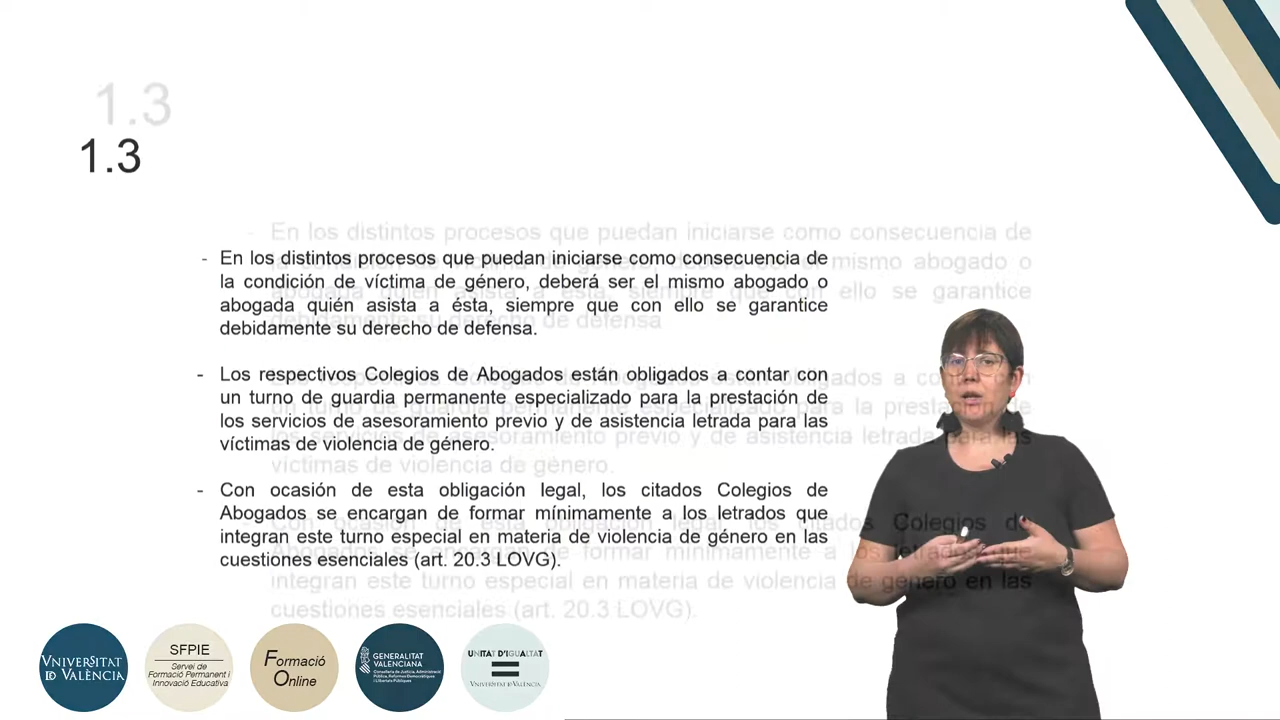 1.3
1.3
- En los distintos procesos que puedan iniciarse como consecuencia de
la condición de víctima de género, deberá ser el mismo abogado o
abogada quién asista a ésta, siempre que con ello se garantice
debidamente su derecho de defensa.
- Los respectivos Colegios de Abogados están obligados a contar con
un turno de guardia permanente especializado para la prestación de
los servicios de asesoramiento previo y de asistencia letrada para las
víctimas de violencia de género.
- Con ocasión de esta obligación legal, los citados Colegios de
Abogados se encargan de formar mínimamente a los letrados que
integran este turno especial en materia de violencia de género en las
cuestiones esenciales (art. 20.3 LOVG).
VNIVERSITAT
ID VALÈNCIA
SFPIE
Servei de
Formació Permanent i
Innovació Educativa
Formació
Online
GENERALITAT
VALENCIANA
Conselleria de Justícia, Administració
Pública, Reformes Democràtiques
i Llibertats Públiques
UNITAT D'IGUALTAT
VNIVERSITAT ID VALÈNCIA